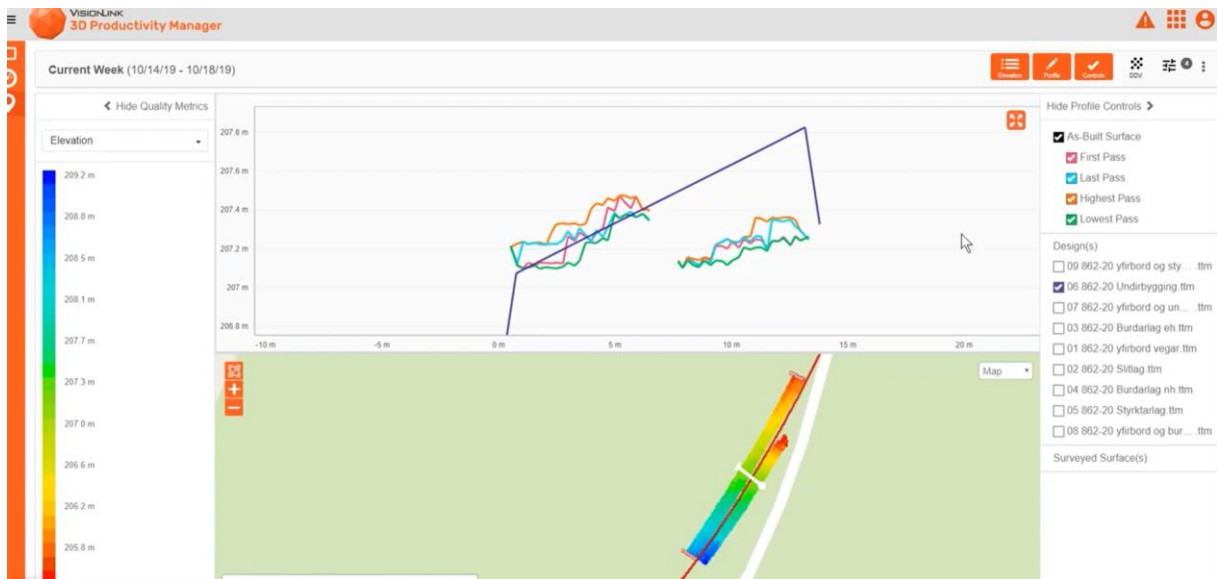 VISIONLINK
3D Productivity Manager
Current Week (10/14/19 - 10/18/19)
Elevation
Profile
Controls
DDV
4
Hide Quality Metrics
Elevation
209.2 m
208.8 m
208.5 m
208.1 m
207.7 m
207.3 m
207.0 m
206.6 m
206.2 m
205.8 m
207.8 m
207.6 m
207.4 m
207.2 m
207 m
206.8 m
-10 m
-5 m
0 m
5 m
10 m
15 m
20 m
Map
Hide Profile Controls
As-Built Surface
First Pass
Last Pass
Highest Pass
Lowest Pass
Design(s)
09 862-20 yfirbord og sty... .ttm
06 862-20 Undirbygging.ttm
07 862-20 yfirbord og un... .ttm
03 862-20 Burdarlag eh.ttm
01 862-20 yfirbord vegar.ttm
02 862-20 Slitlag.ttm
04 862-20 Burdarlag nh.ttm
05 862-20 Styrktarlag.ttm
08 862-20 yfirbord og bur... .ttm
Surveyed Surface(s)